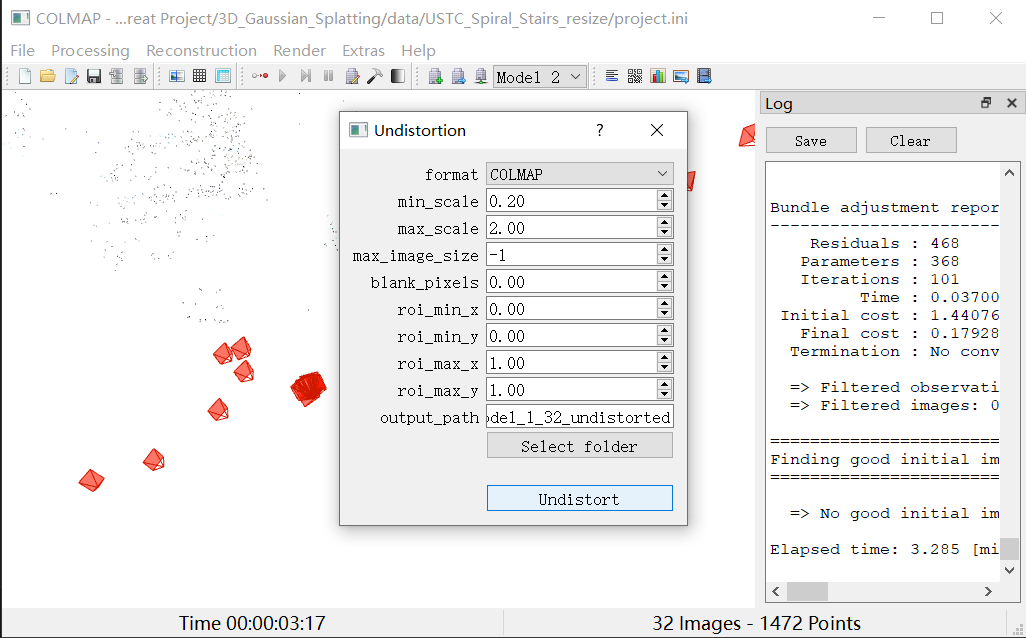 COLMAP - ...reat Project/3D_Gaussian_Splatting/data/USTC_Spiral_Stairs_resize/project.ini
File Processing Reconstruction Render Extras Help
Model 2
Undistortion ?
format COLMAP
min_scale 0.20
max_scale 2.00
max_image_size -1
blank_pixels 0.00
roi_min_x 0.00
roi_min_y 0.00
roi_max_x 1.00
roi_max_y 1.00
output_path odel_1_32_undistorted
Select folder
Undistort
Log
Save Clear
Bundle adjustment repor
-----------------------
Residuals : 468
Parameters : 368
Iterations : 101
Time : 0.03700
Initial cost : 1.44076
Final cost : 0.17928
Termination : No conv
=> Filtered observati
=> Filtered images: 0
=======================
Finding good initial im
=======================
=> No good initial im
Elapsed time: 3.285 [mi
Time 00:00:03:17
32 Images - 1472 Points